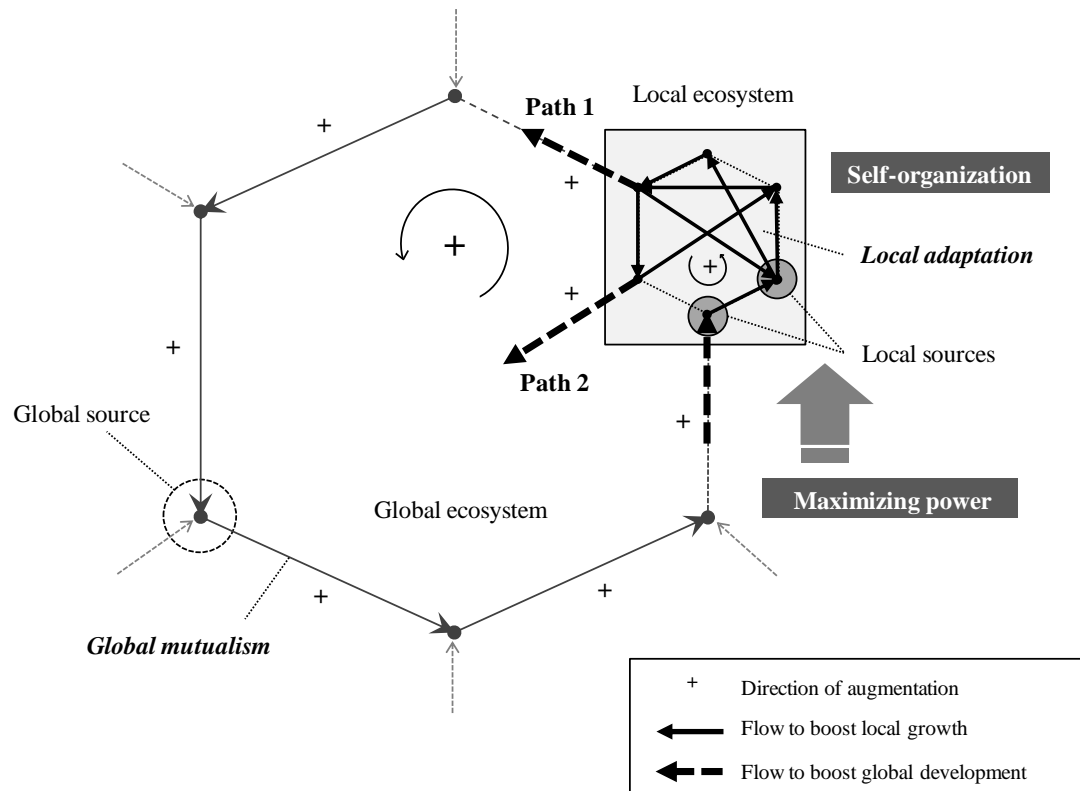 Local ecosystem
Path 1
+
Self-organization
+
+
Local adaptation
+
+
+
Local sources
Path 2
Global source
+
Maximizing power
Global ecosystem
+
+
Global mutualism
+ Direction of augmentation
Flow to boost local growth
Flow to boost global development